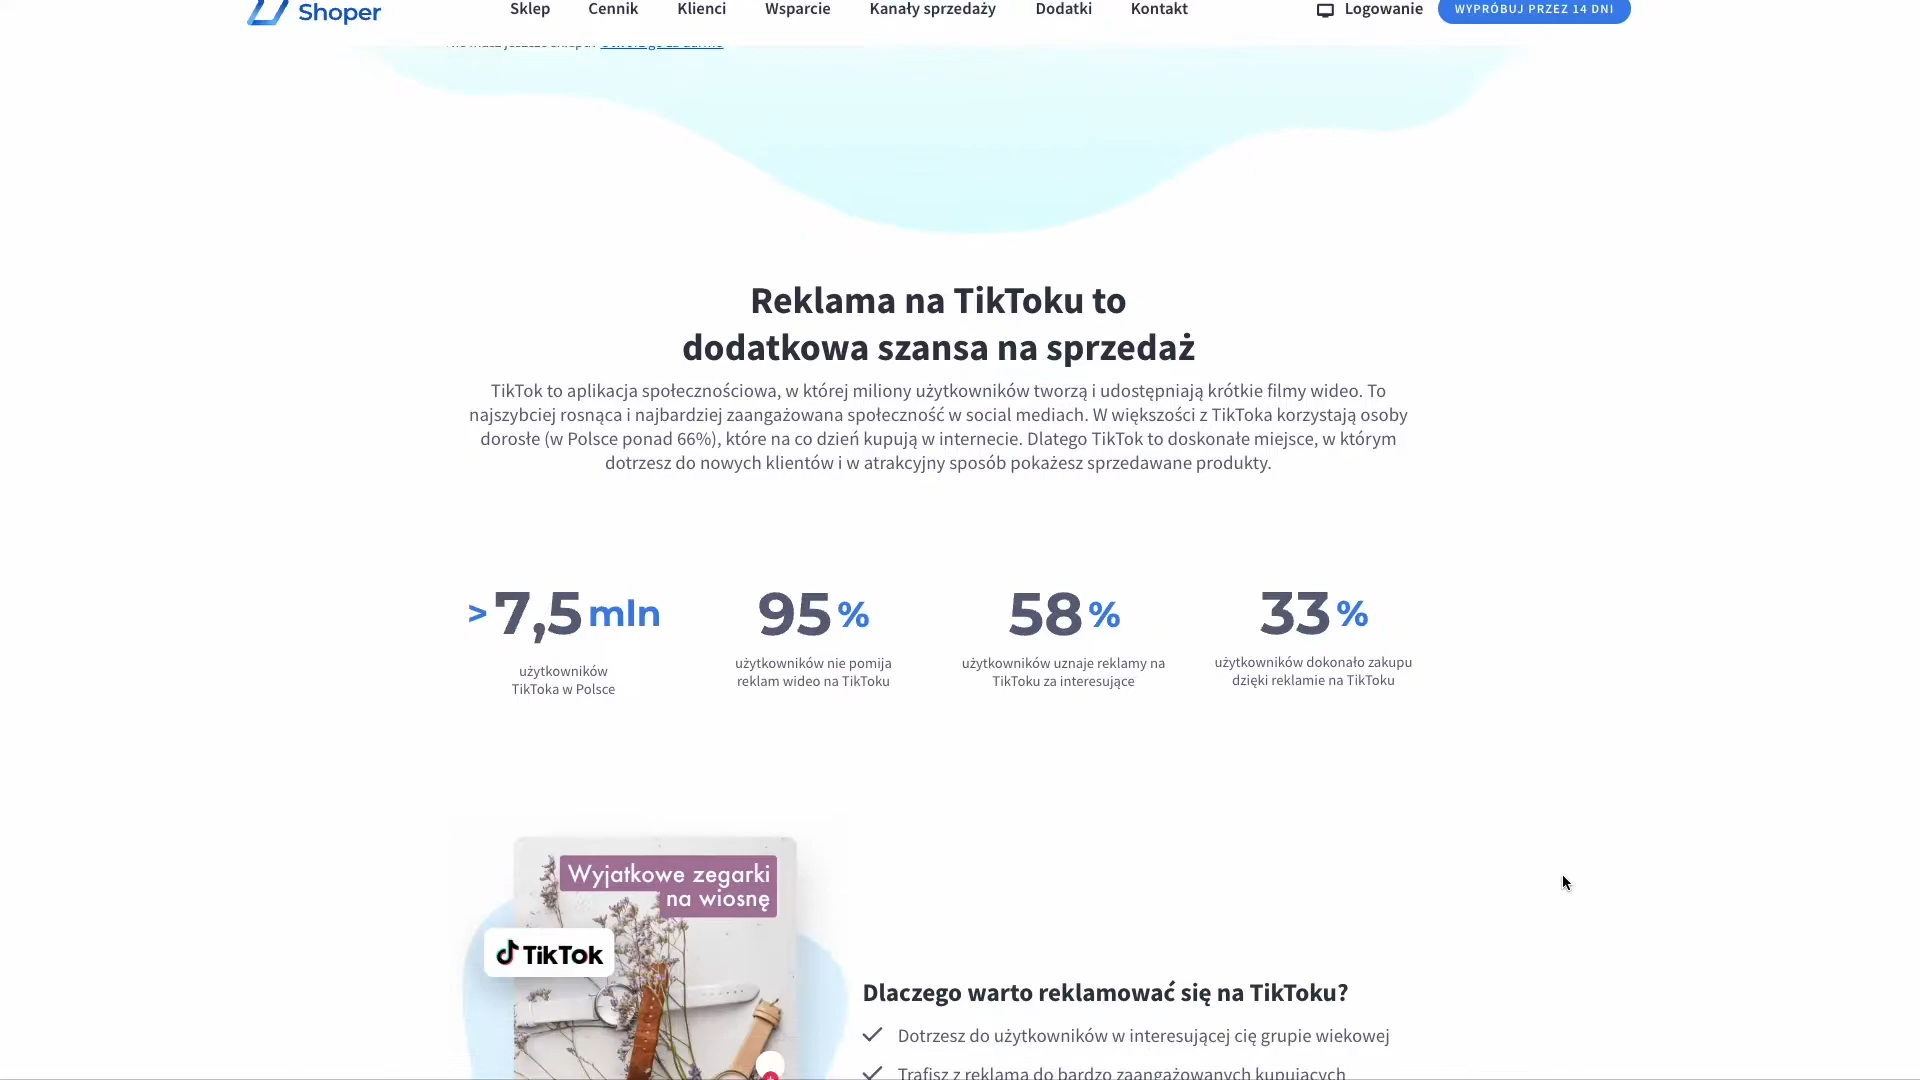 Shoper
Sklep
Cennik
Klienci
Wsparcie
Kanały sprzedaży
Dodatki
Kontakt
Logowanie
WYPRÓBUJ PRZEZ 14 DNI
Reklama na TikToku to
dodatkowa szansa na sprzedaż
TikTok to aplikacja społecznościowa, w której miliony użytkowników tworzą i udostępniają krótkie filmy wideo. To
najszybciej rosnąca i najbardziej zaangażowana społeczność w social mediach. W większości z TikToka korzystają osoby
dorosłe (w Polsce ponad 66%), które na co dzień kupują w internecie. Dlatego TikTok to doskonałe miejsce, w którym
dotrzesz do nowych klientów i w atrakcyjny sposób pokażesz sprzedawane produkty.
> 7,5 mln
użytkowników
TikToka w Polsce
95 %
użytkowników nie pomija
reklam wideo na TikToku
58 %
użytkowników uznaje reklamy na
TikToku za interesujące
33 %
użytkowników dokonało zakupu
dzięki reklamie na TikToku
Wyjatkowe zegarki
na wiosnę
TikTok
Dlaczego warto reklamować się na TikToku?
Dotrzesz do użytkowników w interesującej cię grupie wiekowej
Trafisz z reklamą do bardzo zaangażowanych kupujących